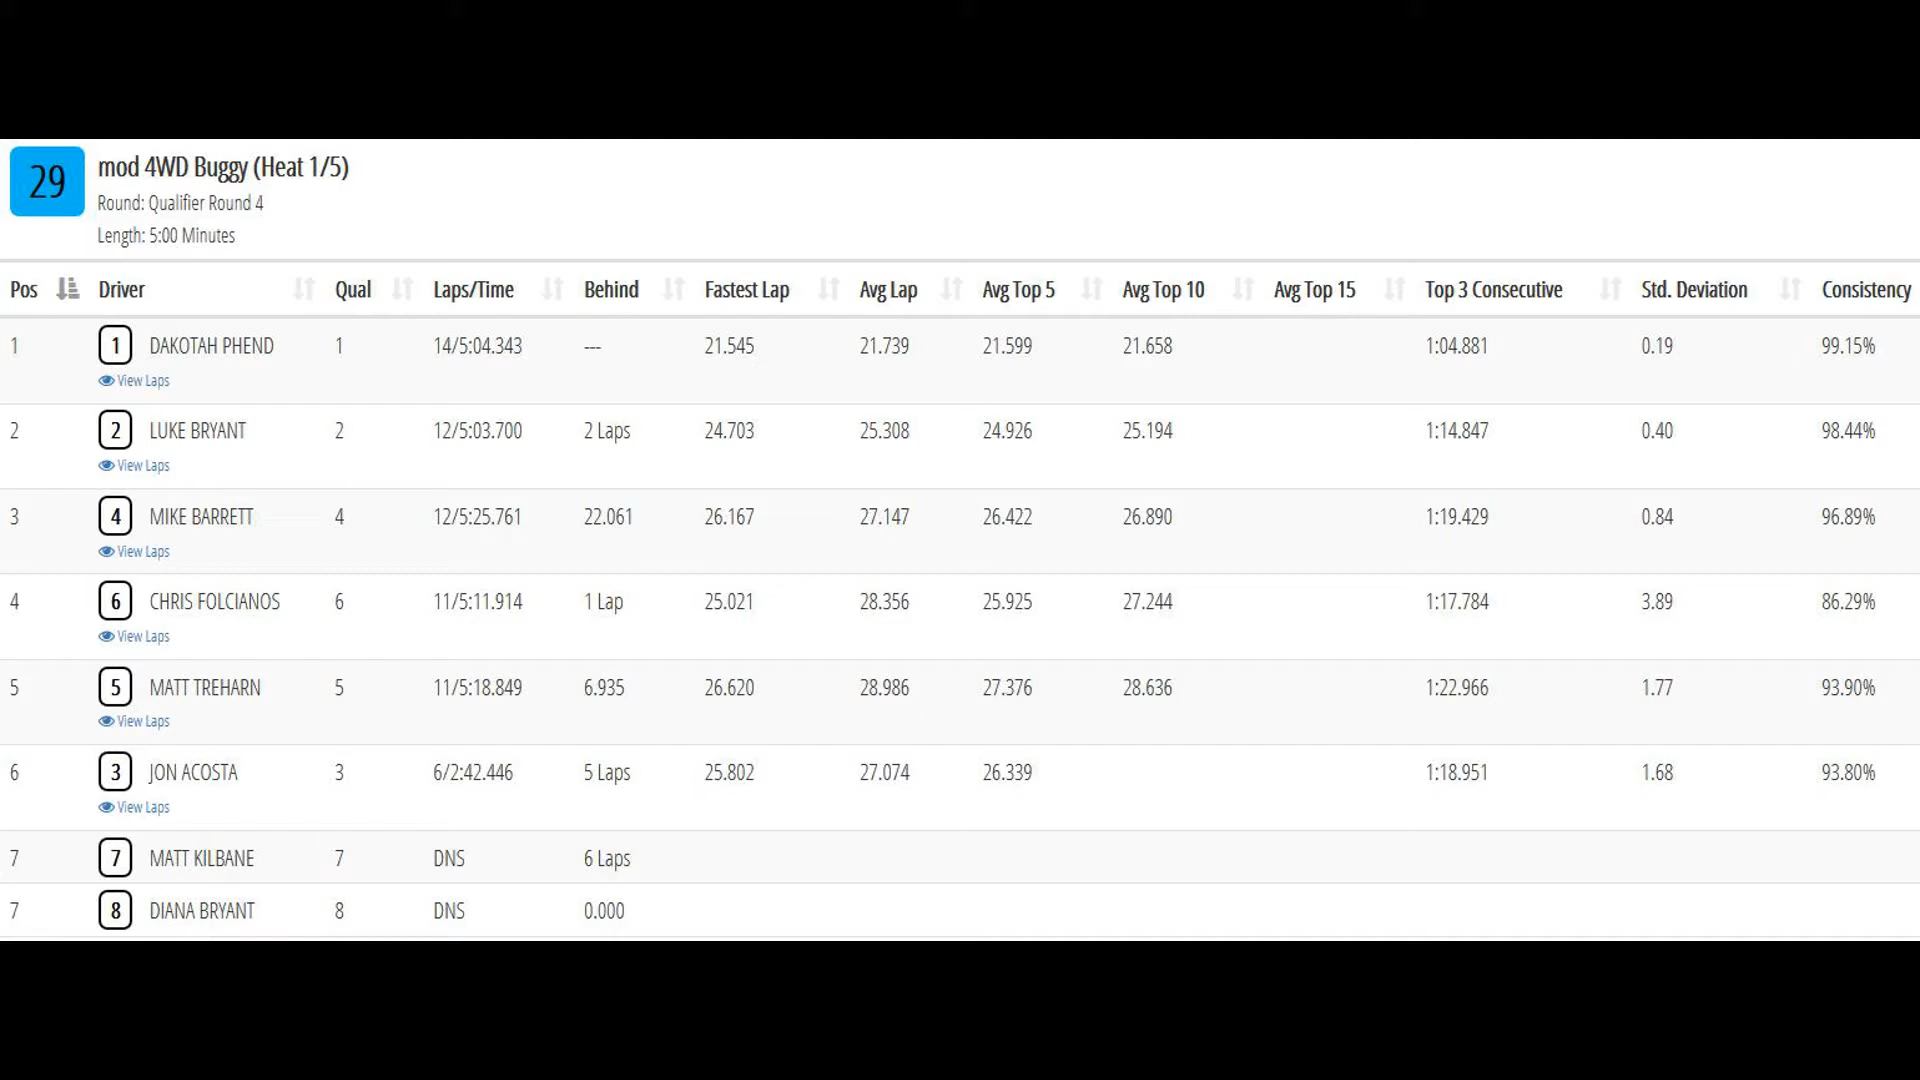 29
mod 4WD Buggy (Heat 1/5)
Round: Qualifier Round 4
Length: 5:00 Minutes
Pos Driver Qual Laps/Time Behind Fastest Lap Avg Lap Avg Top 5 Avg Top 10 Avg Top 15 Top 3 Consecutive Std. Deviation Consistency
1 1 DAKOTAH PHEND 1 14/5:04.343 --- 21.545 21.739 21.599 21.658 1:04.881 0.19 99.15%
View Laps
2 2 LUKE BRYANT 2 12/5:03.700 2 Laps 24.703 25.308 24.926 25.194 1:14.847 0.40 98.44%
View Laps
3 4 MIKE BARRETT 4 12/5:25.761 22.061 26.167 27.147 26.422 26.890 1:19.429 0.84 96.89%
View Laps
4 6 CHRIS FOLCIANOS 6 11/5:11.914 1 Lap 25.021 28.356 25.925 27.244 1:17.784 3.89 86.29%
View Laps
5 5 MATT TREHARN 5 11/5:18.849 6.935 26.620 28.986 27.376 28.636 1:22.966 1.77 93.90%
View Laps
6 3 JON ACOSTA 3 6/2:42.446 5 Laps 25.802 27.074 26.339 1:18.951 1.68 93.80%
View Laps
7 7 MATT KILBANE 7 DNS 6 Laps
7 8 DIANA BRYANT 8 DNS 0.000